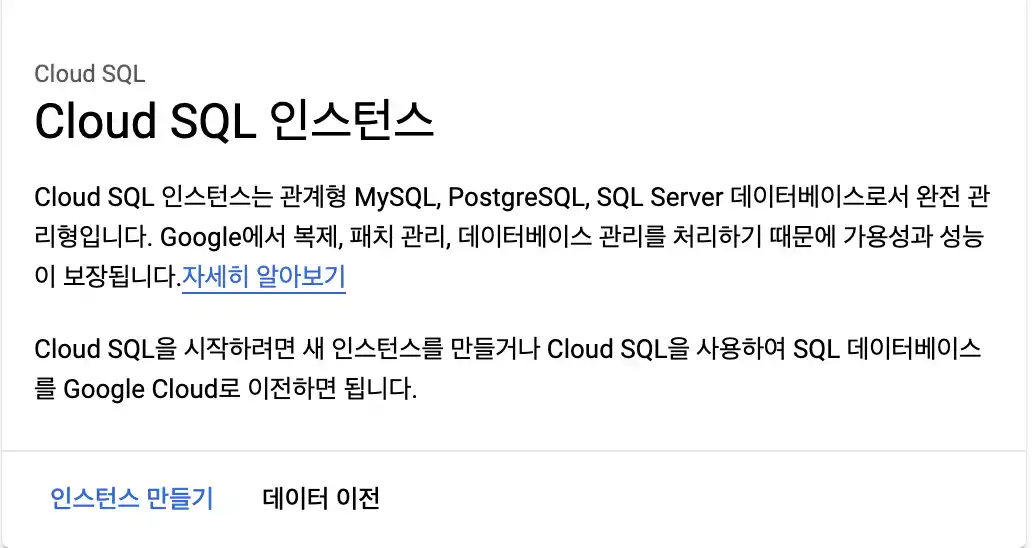 Cloud SQL
Cloud SQL 인스턴스
Cloud SQL 인스턴스는 관계형 MySQL, PostgreSQL, SQL Server 데이터베이스로서 완전 관
리형입니다. Google에서 복제, 패치 관리, 데이터베이스 관리를 처리하기 때문에 가용성과 성능
이 보장됩니다.자세히 알아보기
Cloud SQL을 시작하려면 새 인스턴스를 만들거나 Cloud SQL을 사용하여 SQL 데이터베이스
를 Google Cloud로 이전하면 됩니다.
인스턴스 만들기 데이터 이전